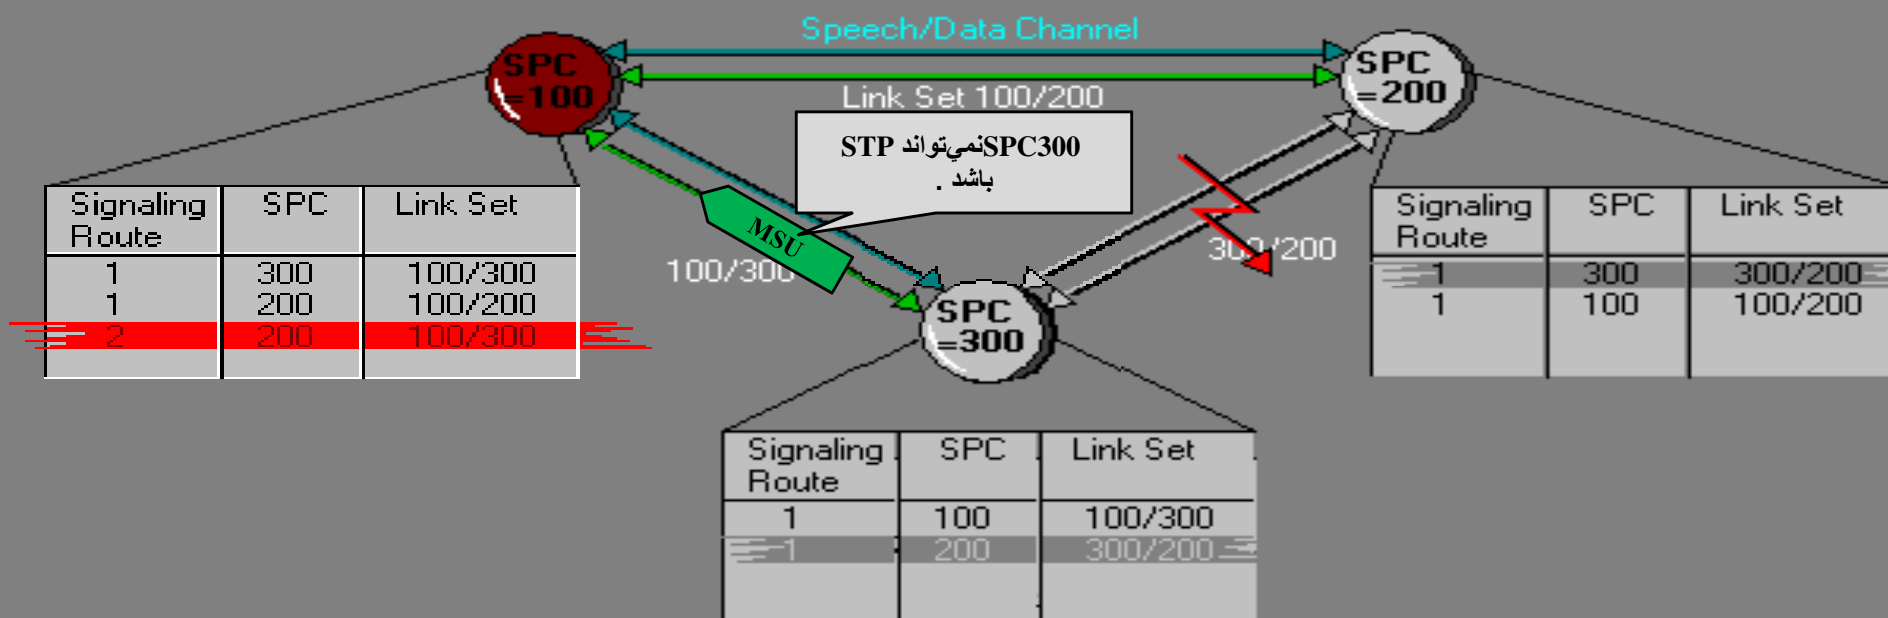 Speech/Data Channel
SPC
=100
SPC
=200
Link Set 100/200
SPC300نمي‌تواند STP
باشد .
MSU
100/300
300/200
SPC
=300
Signaling Route SPC Link Set
1 300 100/300
1 200 100/200
2 200 100/300
Signaling Route SPC Link Set
1 300 300/200
1 100 100/200
Signaling Route SPC Link Set
1 100 100/300
1 200 300/200